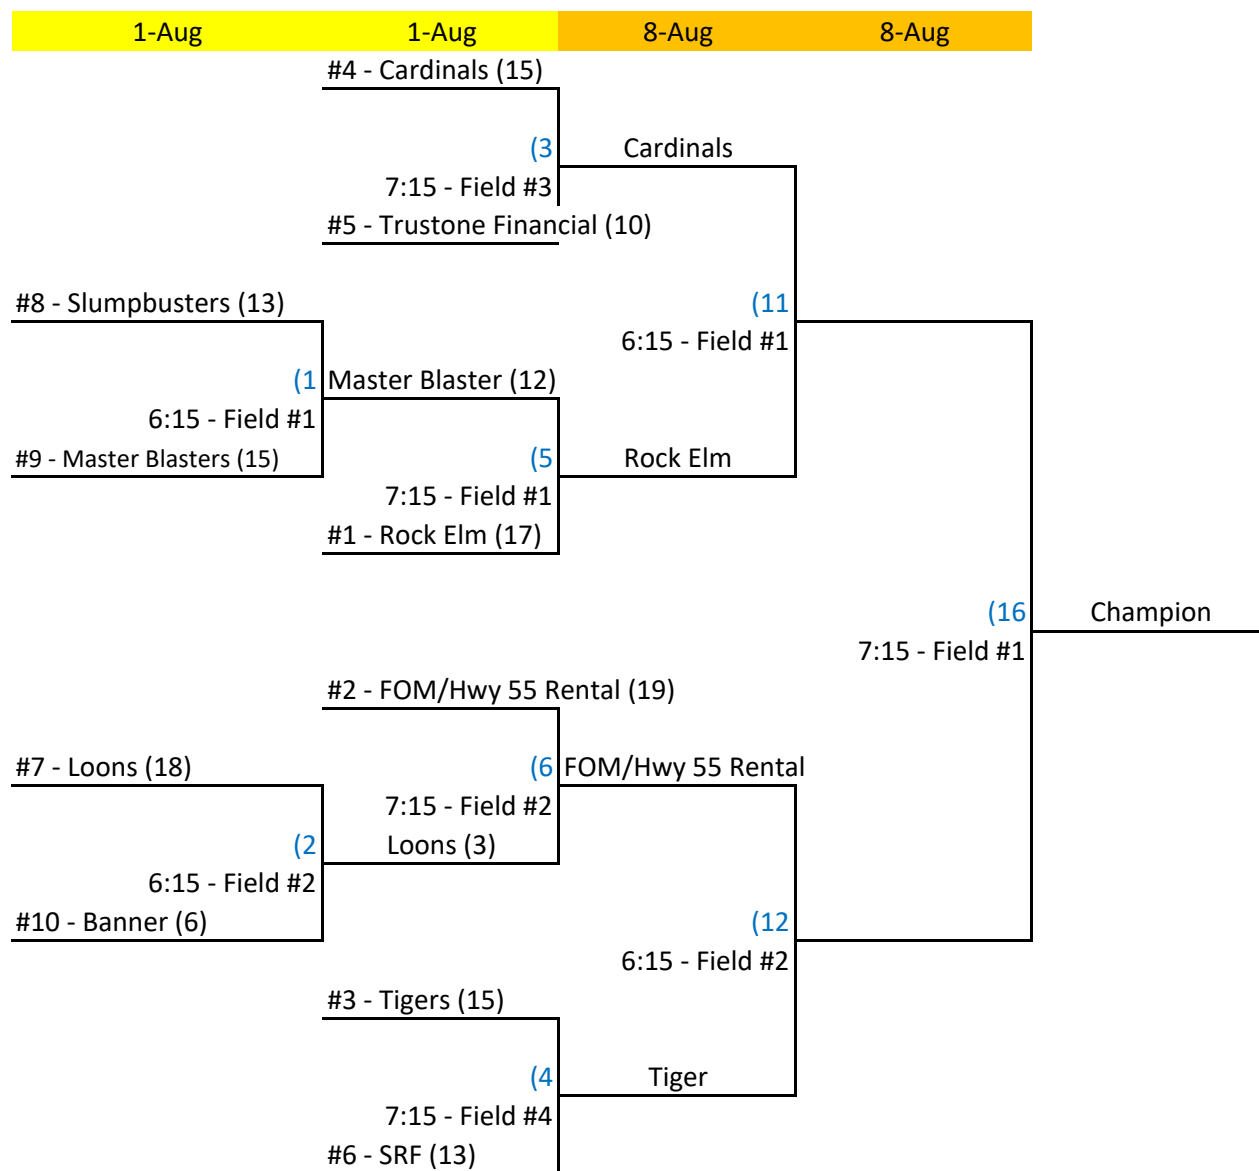 1-Aug 1-Aug 8-Aug 8-Aug
#4 - Cardinals (15)
(3 Cardinals
7:15 - Field #3
#5 - Trustone Financial (10)
#8 - Slumpbusters (13) (11
6:15 - Field #1
(1 Master Blaster (12)
6:15 - Field #1
#9 - Master Blasters (15) (5 Rock Elm
7:15 - Field #1
#1 - Rock Elm (17)
(16 Champion
7:15 - Field #1
#2 - FOM/Hwy 55 Rental (19)
#7 - Loons (18) (6 FOM/Hwy 55 Rental
7:15 - Field #2
(2 Loons (3)
6:15 - Field #2
#10 - Banner (6) (12
6:15 - Field #2
#3 - Tigers (15)
(4 Tiger
7:15 - Field #4
#6 - SRF (13)